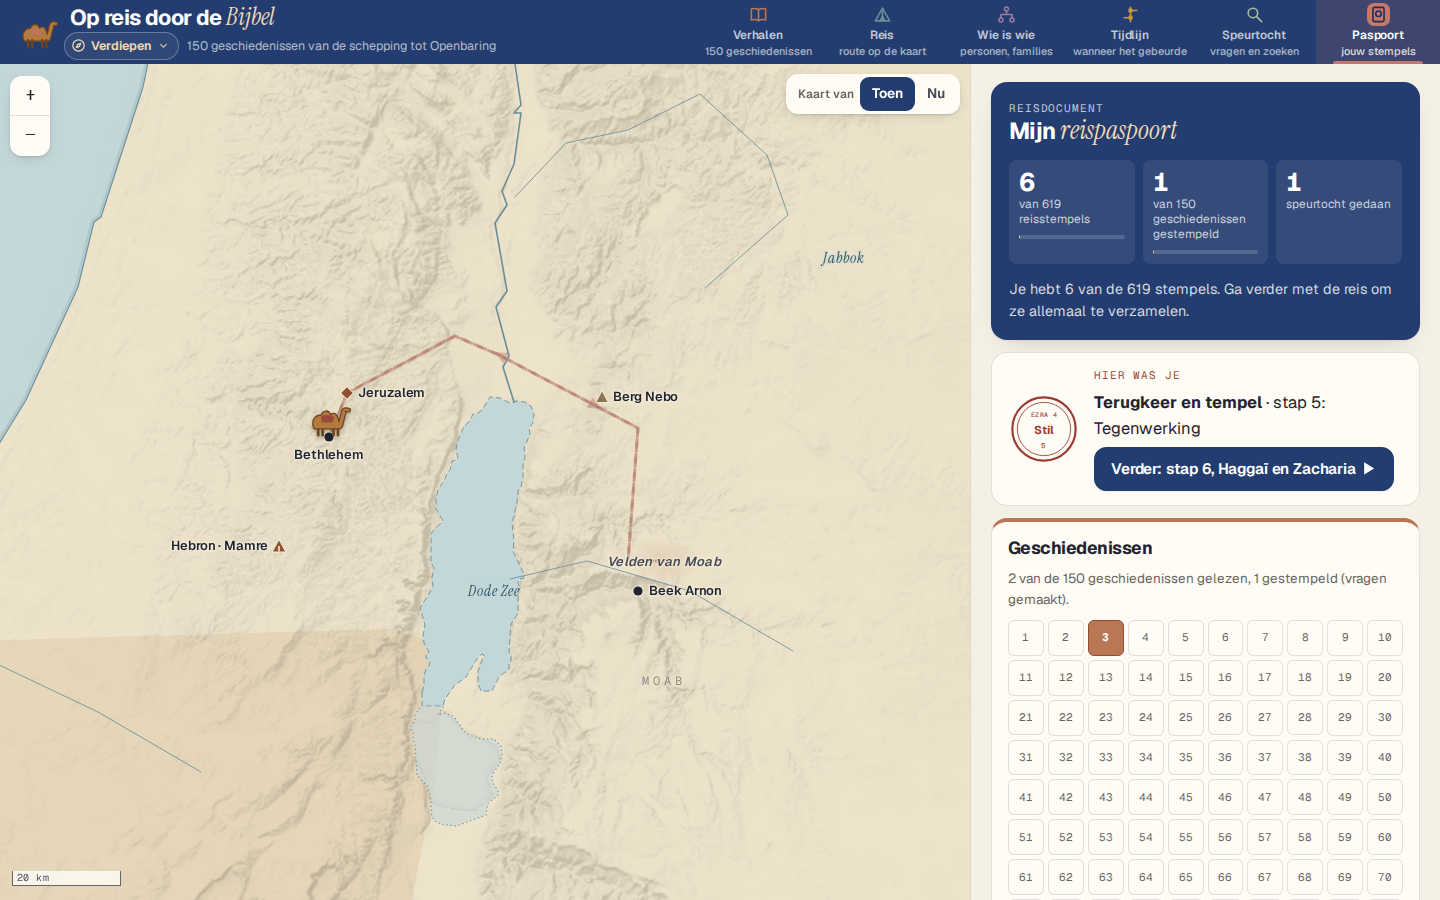 Op reis door de Bijbel
Verdiepen
150 geschiedenissen van de schepping tot Openbaring
Verhalen
150 geschiedenissen
Reis
route op de kaart
Wie is wie
personen, families
Tijdlijn
wanneer het gebeurde
Speurtocht
vragen en zoeken
Paspoort
jouw stempels
+
−
Kaart van
Toen
Nu
Jabbok
Jeruzalem
Berg Nebo
Bethlehem
Hebron · Mamre
Velden van Moab
Beek Arnon
Dode Zee
MOAB
20 km
REISDOCUMENT
Mijn reispaspoort
6
van 619
reisstempels
1
van 150
geschiedenissen
gestempeld
1
speurtocht gedaan
Je hebt 6 van de 619 stempels. Ga verder met de reis om
ze allemaal te verzamelen.
HIER WAS JE
EZRA 4
Stil
5
Terugkeer en tempel · stap 5:
Tegenwerking
Verder: stap 6, Haggaï en Zacharia
Geschiedenissen
2 van de 150 geschiedenissen gelezen, 1 gestempeld (vragen
gemaakt).
1 2 3 4 5 6 7 8 9 10
11 12 13 14 15 16 17 18 19 20
21 22 23 24 25 26 27 28 29 30
31 32 33 34 35 36 37 38 39 40
41 42 43 44 45 46 47 48 49 50
51 52 53 54 55 56 57 58 59 60
61 62 63 64 65 66 67 68 69 70